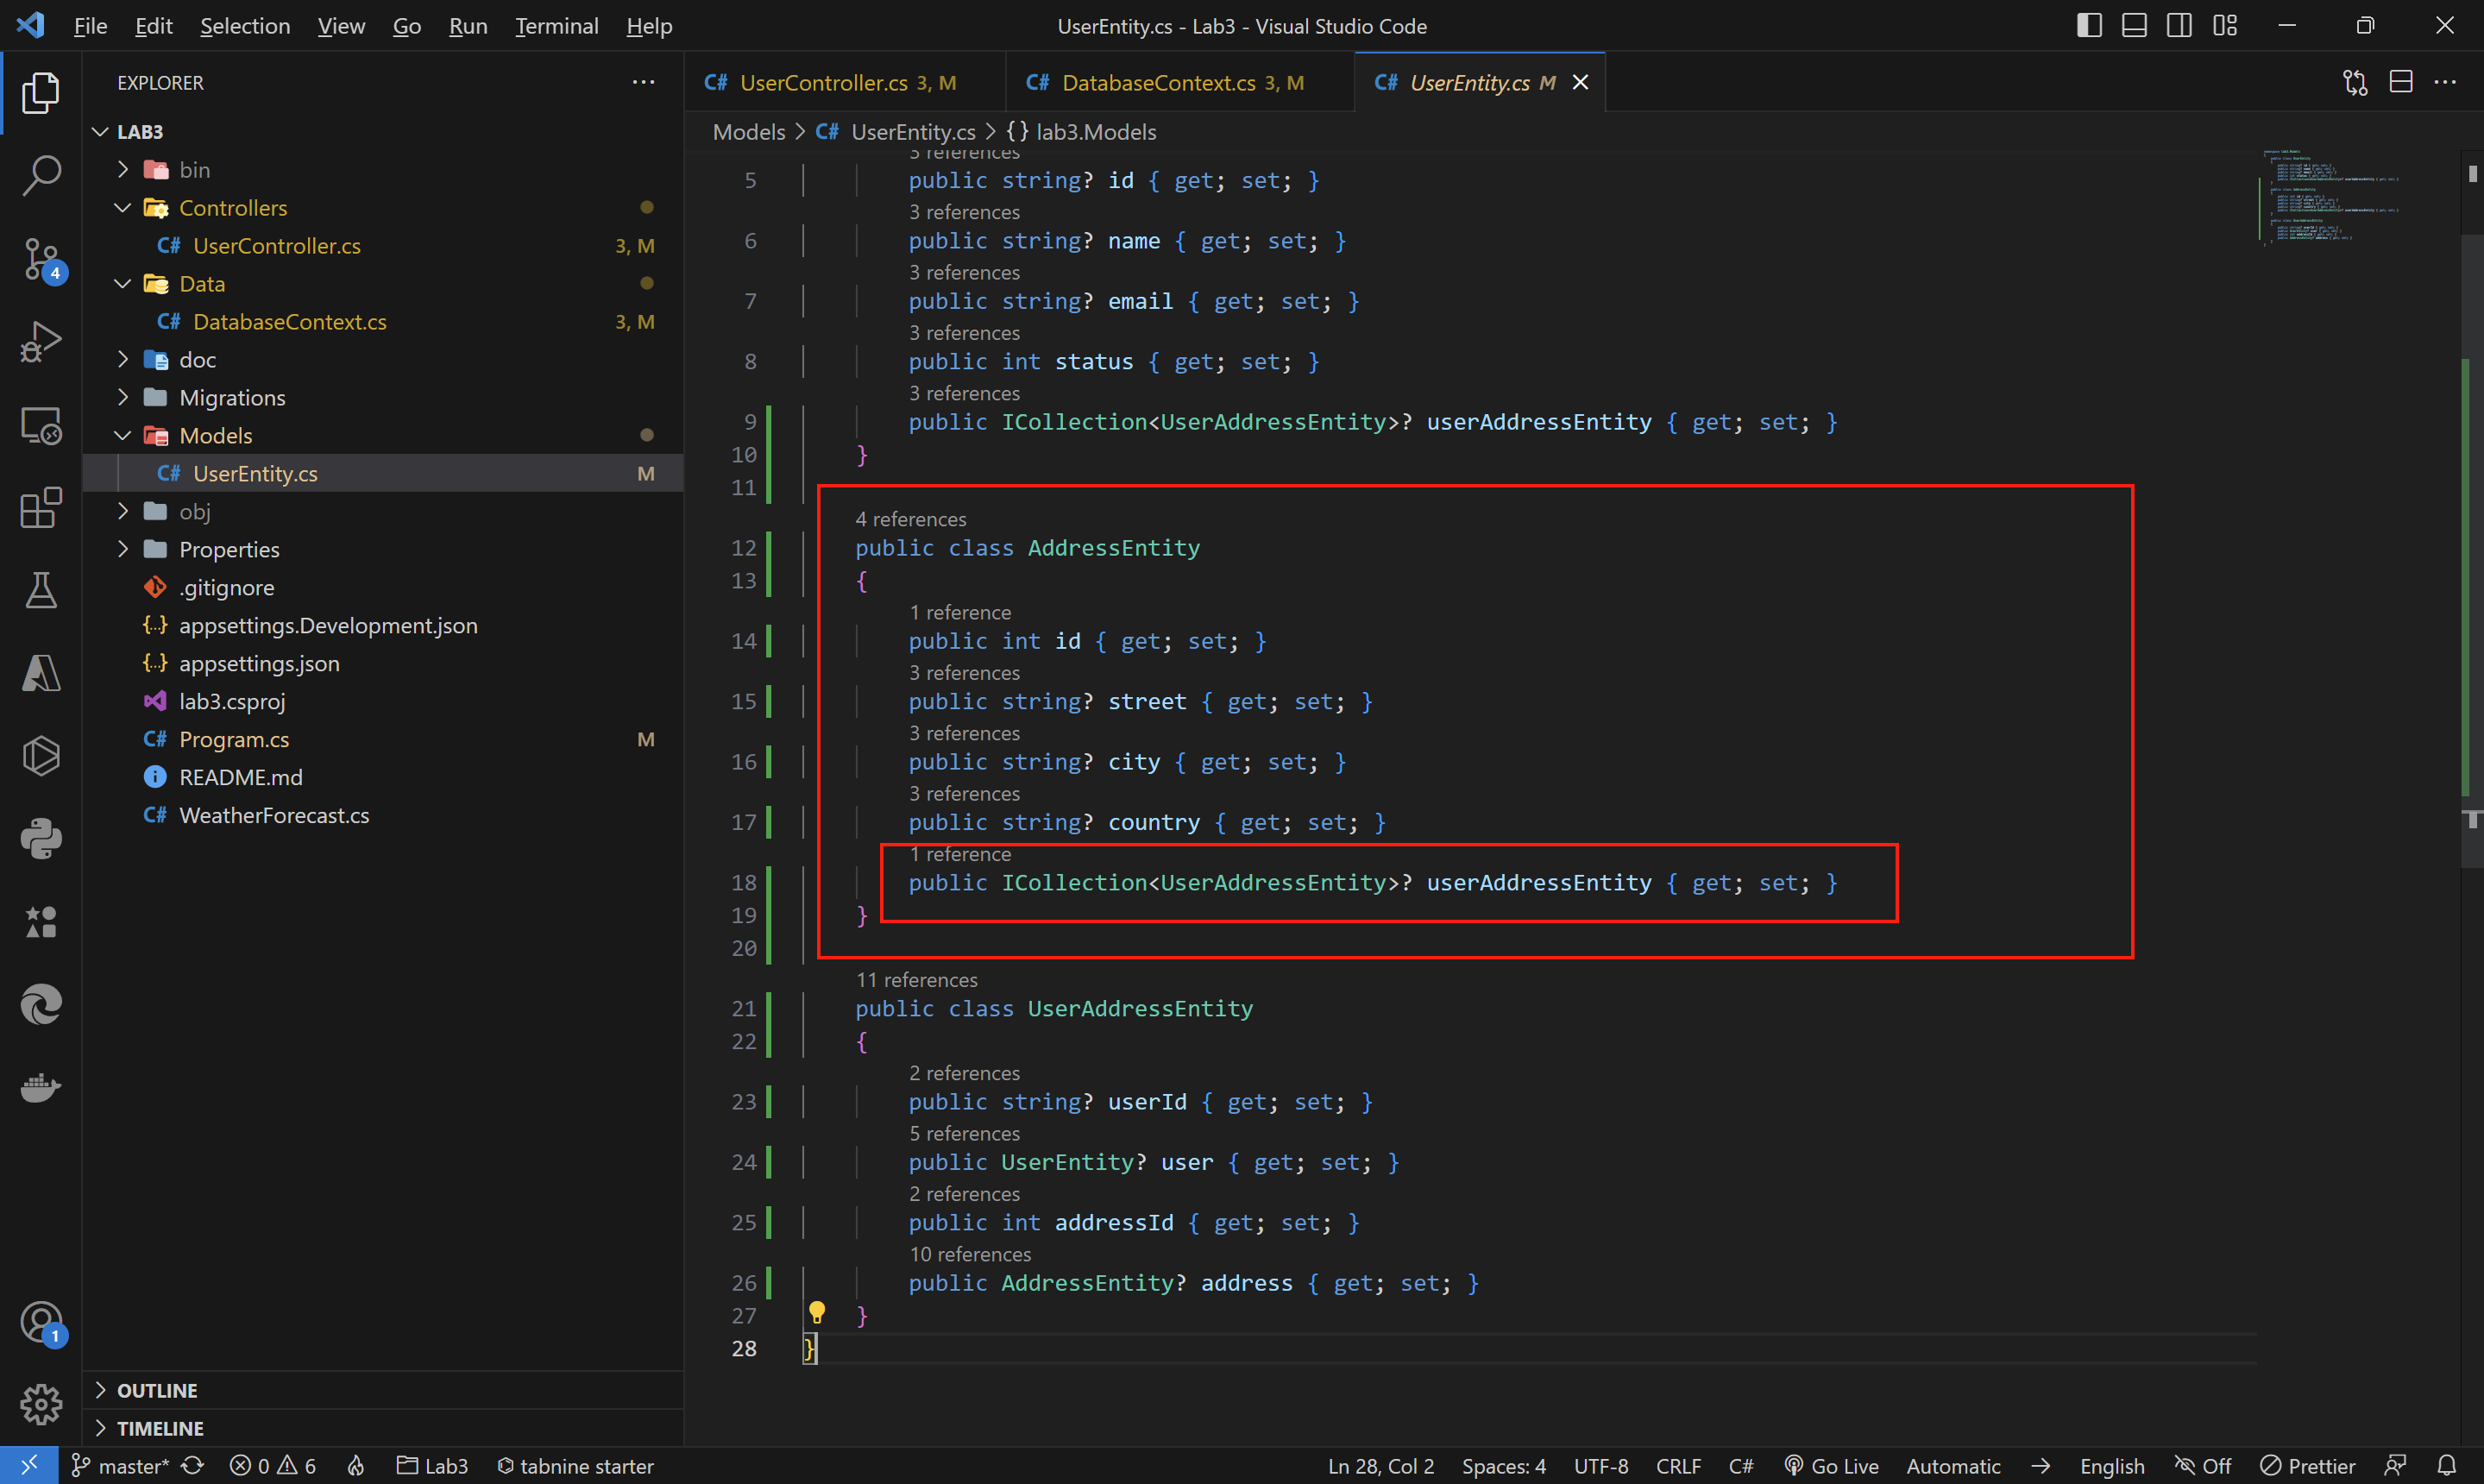 File Edit Selection View Go Run Terminal Help
UserEntity.cs - Lab3 - Visual Studio Code
EXPLORER
LAB3
bin
Controllers
C# UserController.cs 3, M
Data
C# DatabaseContext.cs 3, M
doc
Migrations
Models
C# UserEntity.cs M
obj
Properties
.gitignore
{..} appsettings.Development.json
{..} appsettings.json
lab3.csproj
C# Program.cs M
README.md
C# WeatherForecast.cs
OUTLINE
TIMELINE
4
1
C# UserController.cs 3, M
C# DatabaseContext.cs 3, M
C# UserEntity.cs M
Models > C# UserEntity.cs > {} lab3.Models
3 references
5 public string? id { get; set; }
3 references
6 public string? name { get; set; }
3 references
7 public string? email { get; set; }
3 references
8 public int status { get; set; }
3 references
9 public ICollection<UserAddressEntity>? userAddressEntity { get; set; }
10 }
11
4 references
12 public class AddressEntity
13 {
1 reference
14 public int id { get; set; }
3 references
15 public string? street { get; set; }
3 references
16 public string? city { get; set; }
3 references
17 public string? country { get; set; }
1 reference
18 public ICollection<UserAddressEntity>? userAddressEntity { get; set; }
19 }
20
11 references
21 public class UserAddressEntity
22 {
2 references
23 public string? userId { get; set; }
5 references
24 public UserEntity? user { get; set; }
2 references
25 public int addressId { get; set; }
10 references
26 public AddressEntity? address { get; set; }
27 }
28 }
master* 0 6 Lab3 tabnine starter
Ln 28, Col 2 Spaces: 4 UTF-8 CRLF C# Go Live Automatic English Off Prettier